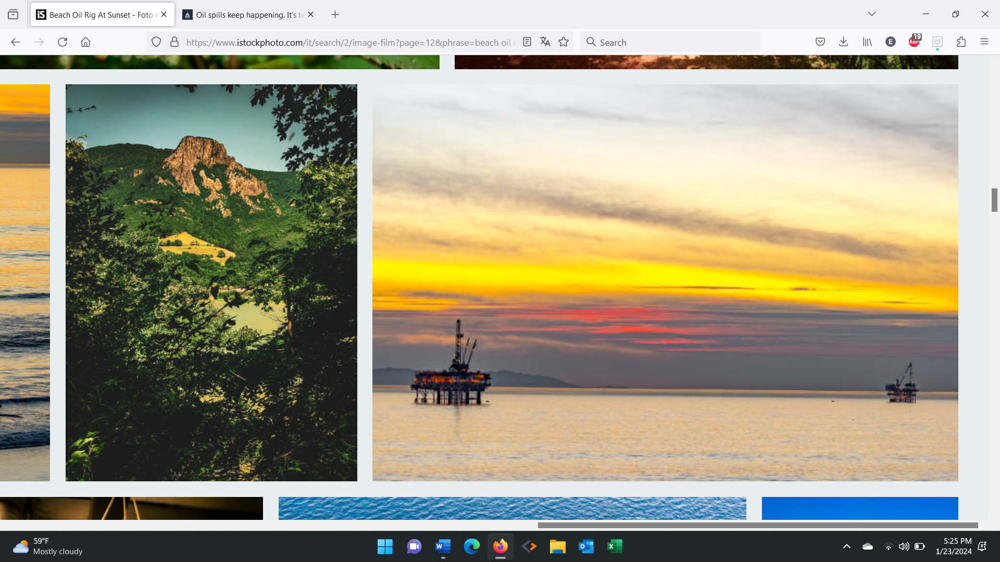 Beach Oil Rig At Sunset - Foto e
Oil spills keep happening. It's ti
https://www.istockphoto.com/it/search/2/image-film?page=12&phrase=beach oil r
Search
E
ABP
19
59°F
Mostly cloudy
5:25 PM
1/23/2024